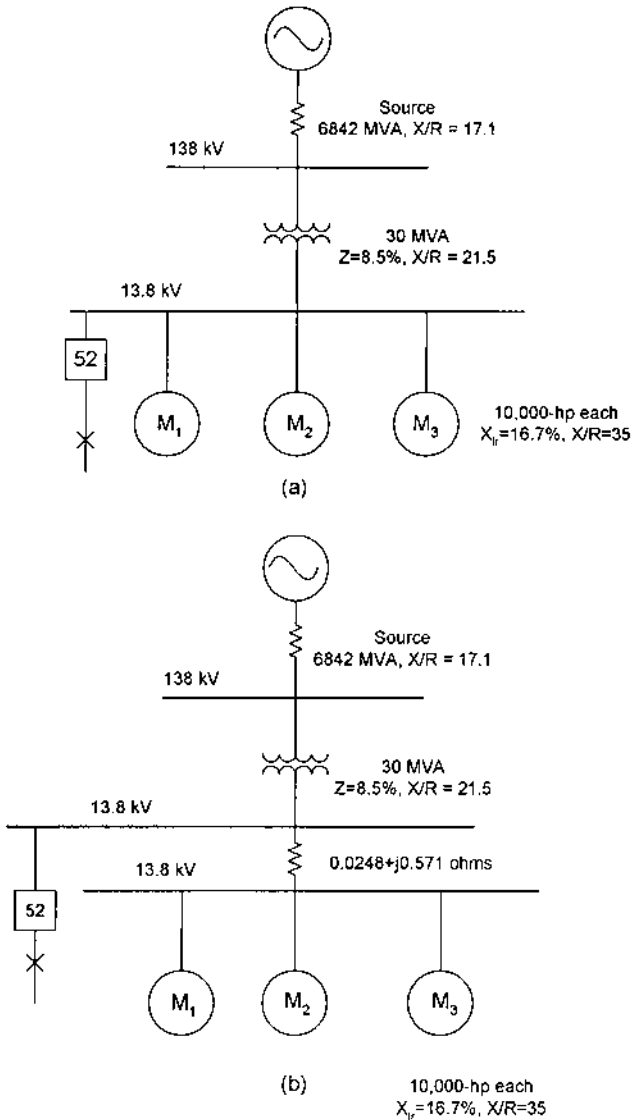 Source
6842 MVA, X/R = 17.1
138 kV
30 MVA
Z=8.5%, X/R = 21.5
13.8 kV
52
M₁
M₂
M₃
10,000-hp each
Xlr=16.7%, X/R=35
(a)
Source
6842 MVA, X/R = 17.1
138 kV
30 MVA
Z=8.5%, X/R = 21.5
13.8 kV
0.0248+j0.571 ohms
13.8 kV
52
M₁
M₂
M₃
(b)
10,000-hp each
Xlr=16.7%, X/R=35